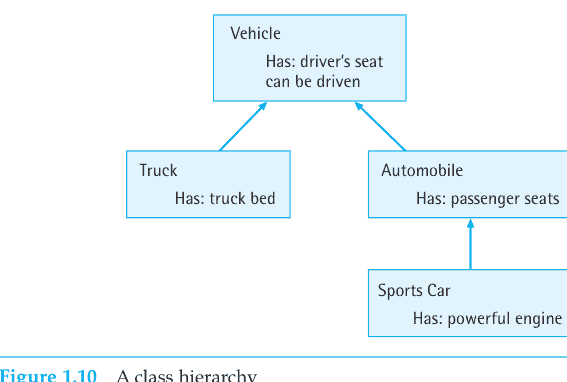 Vehicle
Has: driver's seat
can be driven
Truck
Has: truck bed
Automobile
Has: passenger seats
Sports Car
Has: powerful engine
Figure 1.10 A class hierarchy